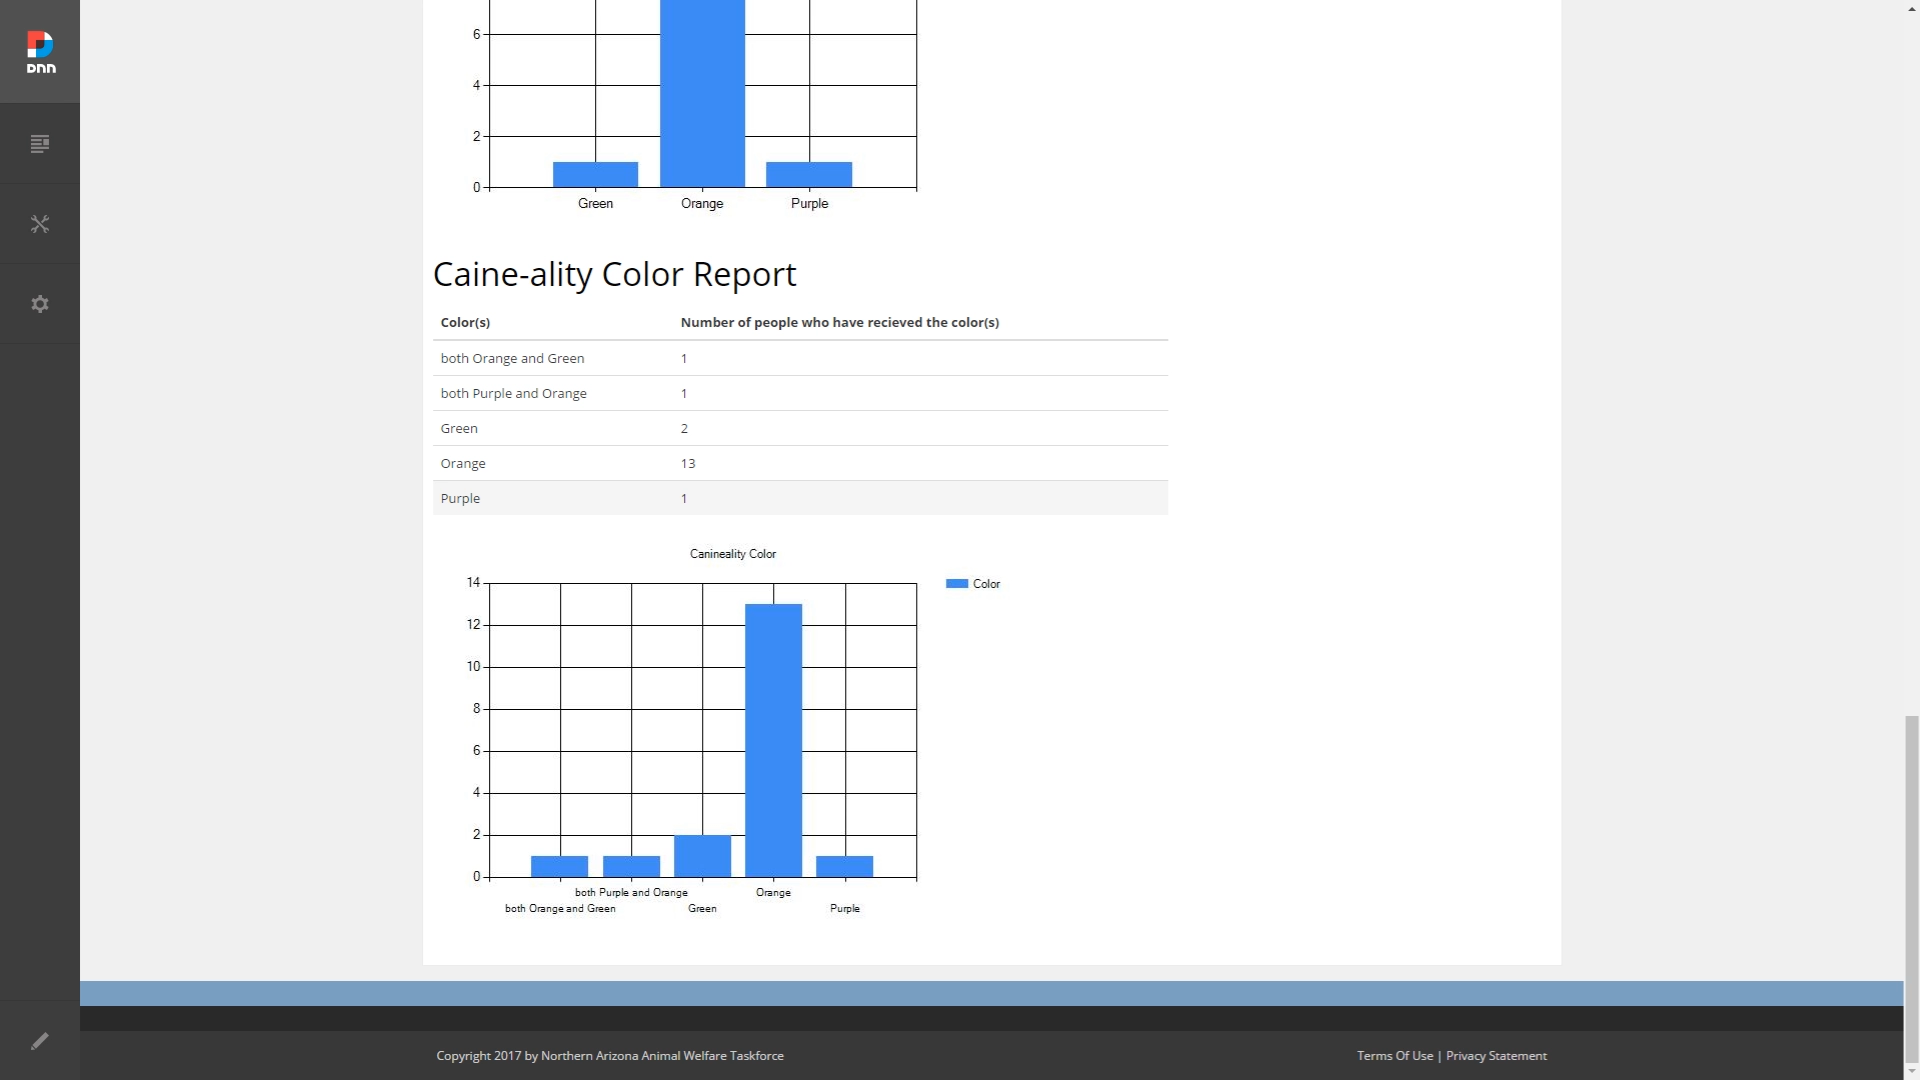 DNN
6
4
2
0
Green Orange Purple
Caine-ality Color Report
Color(s) Number of people who have recieved the color(s)
both Orange and Green 1
both Purple and Orange 1
Green 2
Orange 13
Purple 1
Canineality Color
14
Color
12
10
8
6
4
2
0
both Purple and Orange Orange
both Orange and Green Green Purple
Copyright 2017 by Northern Arizona Animal Welfare Taskforce Terms Of Use | Privacy Statement